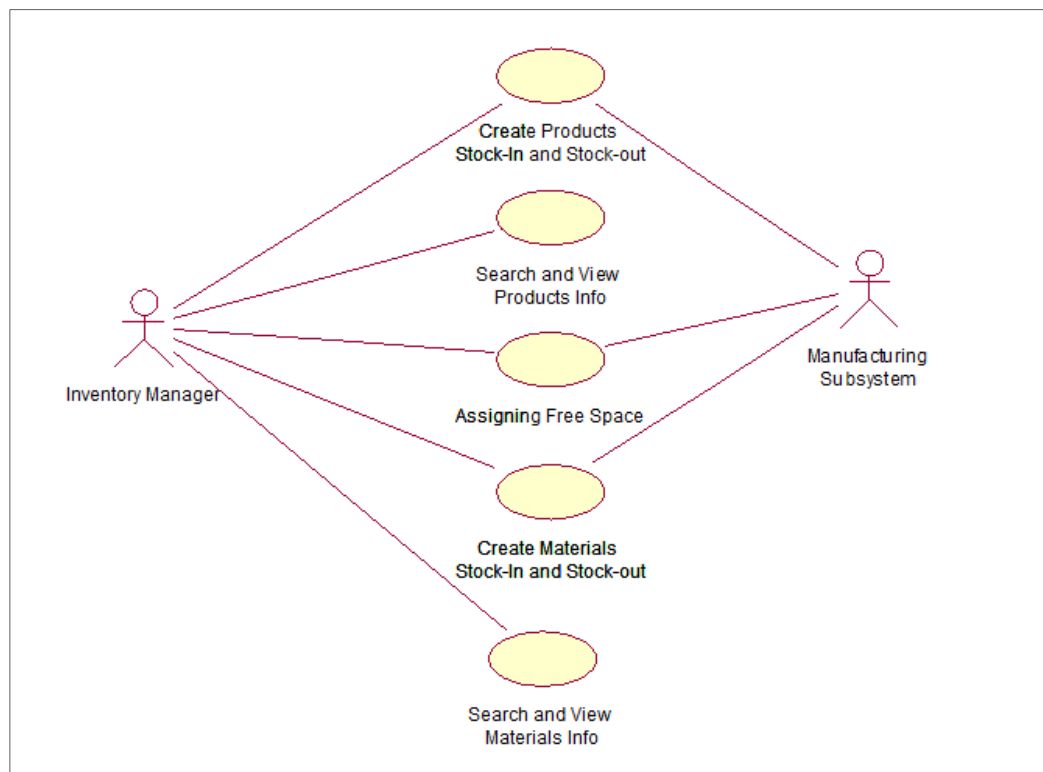 Create Products
Stock-In and Stock-out
Search and View
Products Info
Inventory Manager
Manufacturing
Subsystem
Assigning Free Space
Create Materials
Stock-In and Stock-out
Search and View
Materials Info